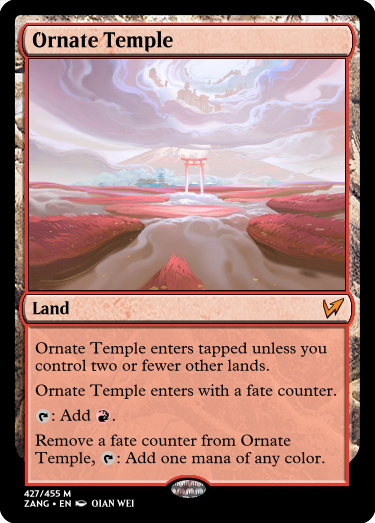 Ornate Temple
Land
Ornate Temple enters tapped unless you
control two or fewer other lands.
Ornate Temple enters with a fate counter.
: Add .
Remove a fate counter from Ornate
Temple, : Add one mana of any color.
427/455 M
ZANG • EN QIAN WEI